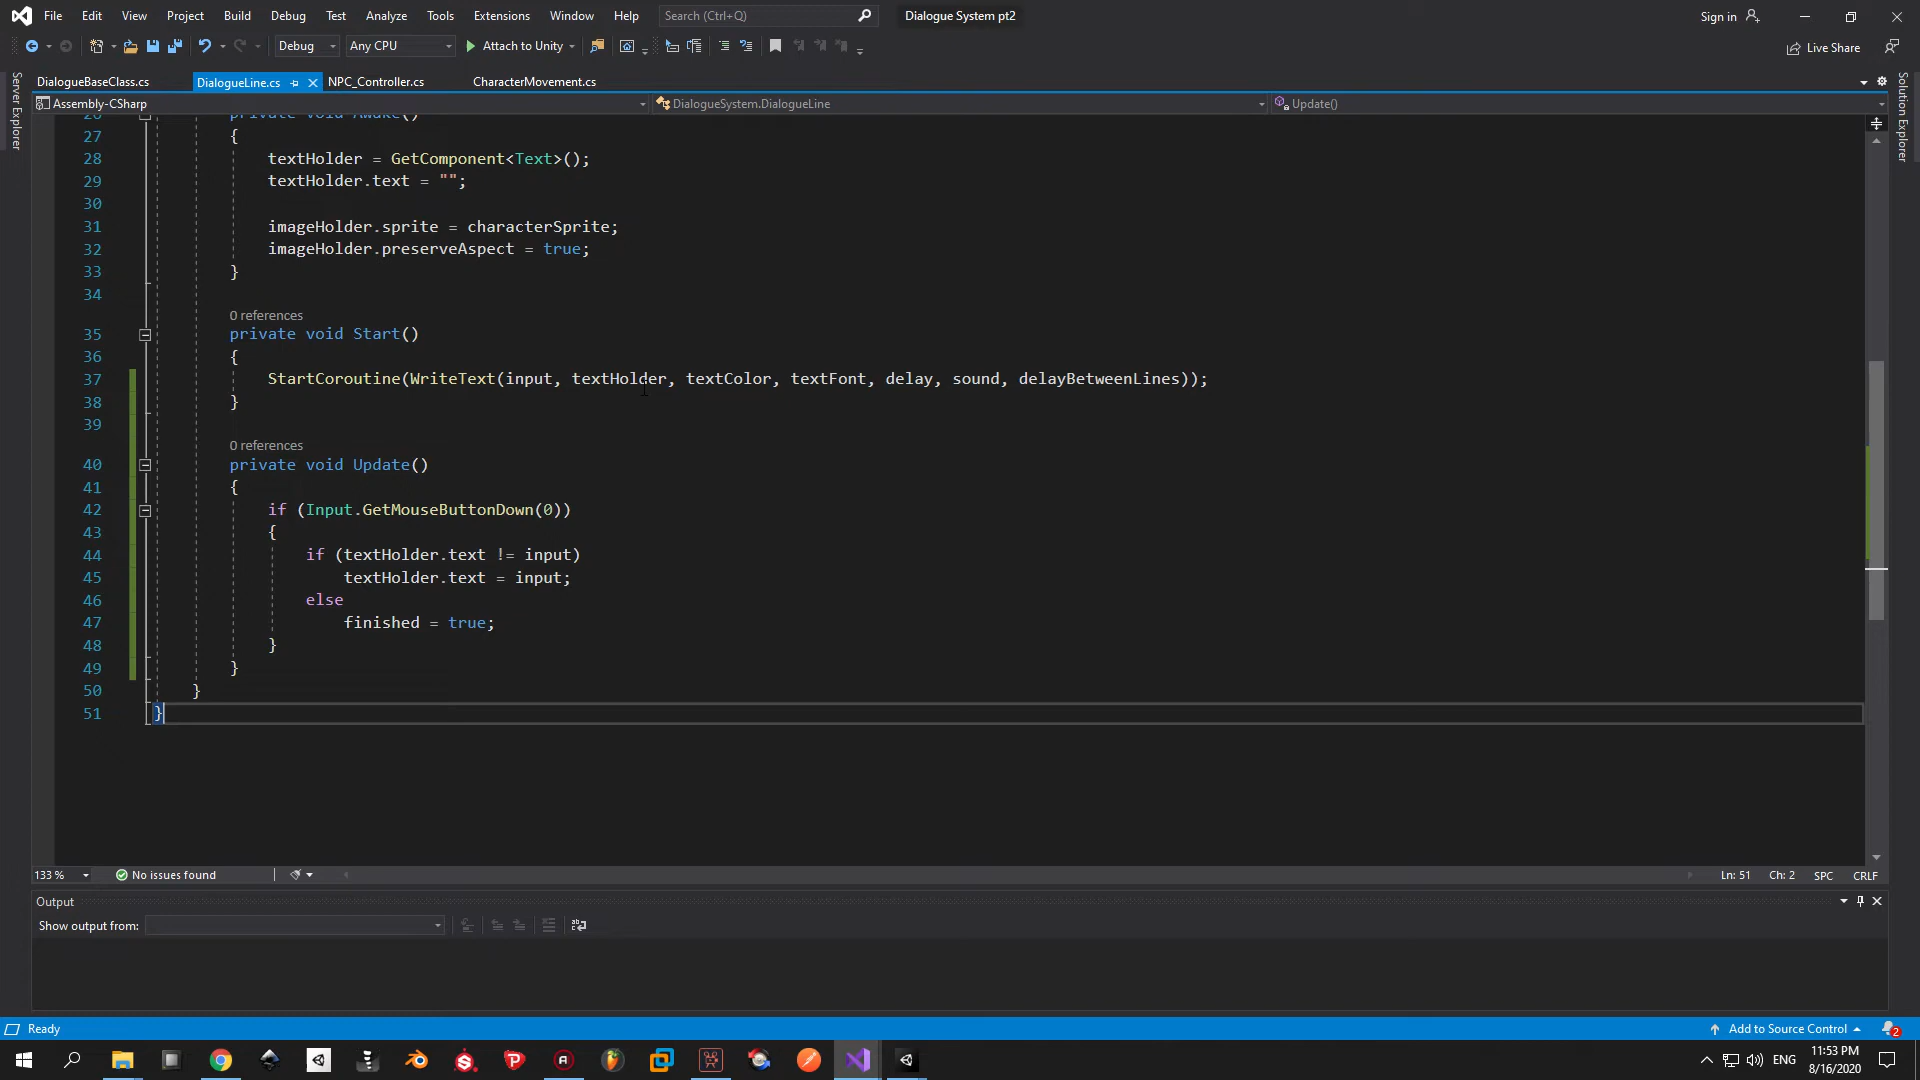 File Edit View Project Build Debug Test Analyze Tools Extensions Window Help Search (Ctrl+Q) Dialogue System pt2 Sign in
Debug Any CPU Attach to Unity Live Share
DialogueBaseClass.cs DialogueLine.cs NPC_Controller.cs CharacterMovement.cs
Assembly-CSharp DialogueSystem.DialogueLine Update()
Server Explorer
Solution Explorer
26 private void Awake()
27 {
28 textHolder = GetComponent<Text>();
29 textHolder.text = "";
30
31 imageHolder.sprite = characterSprite;
32 imageHolder.preserveAspect = true;
33 }
34
0 references
35 private void Start()
36 {
37 StartCoroutine(WriteText(input, textHolder, textColor, textFont, delay, sound, delayBetweenLines));
38 }
39
0 references
40 private void Update()
41 {
42 if (Input.GetMouseButtonDown(0))
43 {
44 if (textHolder.text != input)
45 textHolder.text = input;
46 else
47 finished = true;
48 }
49 }
50 }
51 }
133 % No issues found Ln: 51 Ch: 2 SPC CRLF
Output
Show output from:
Ready Add to Source Control 2
ENG 11:53 PM
8/16/2020